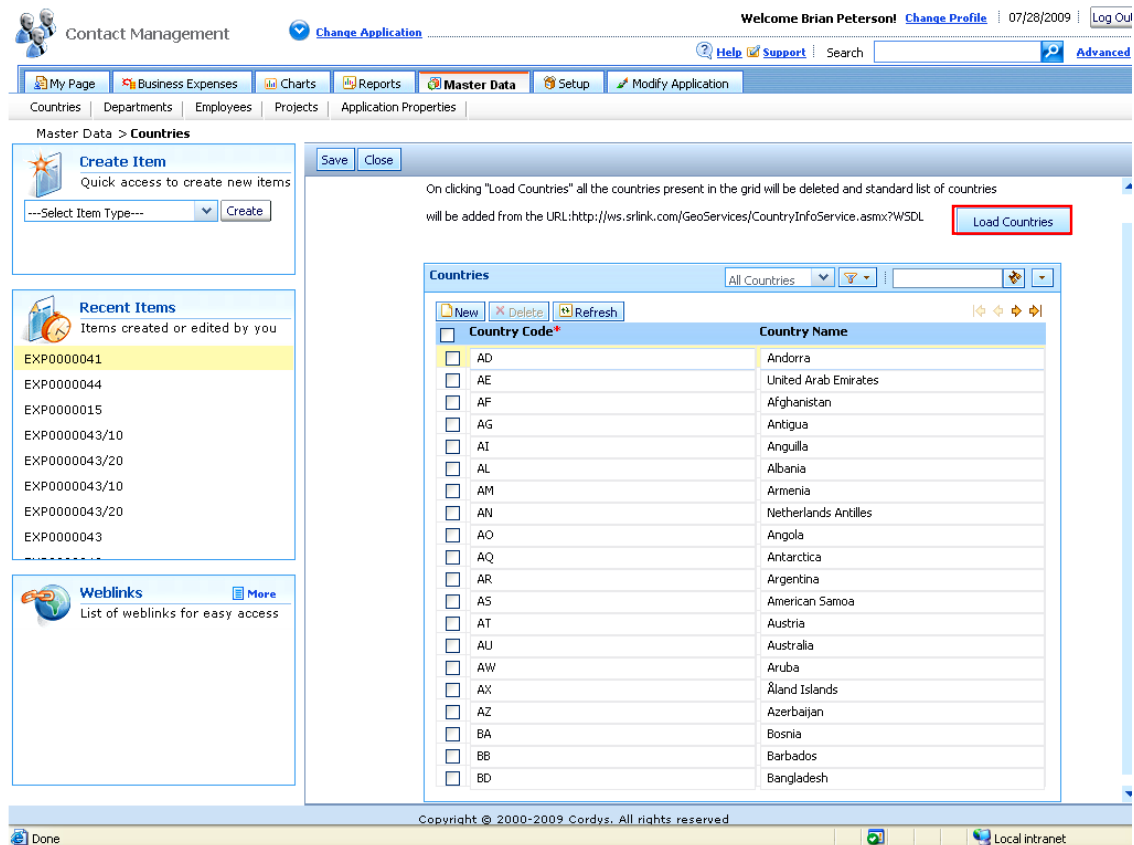 Contact Management
Change Application
Welcome Brian Peterson! Change Profile 07/28/2009 Log Out
Help Support Search Advanced
My Page Business Expenses Charts Reports Master Data Setup Modify Application
Countries Departments Employees Projects Application Properties
Master Data > Countries
Create Item
Quick access to create new items
---Select Item Type--- Create
Recent Items
Items created or edited by you
EXP0000041
EXP0000044
EXP0000015
EXP0000043/10
EXP0000043/20
EXP0000043/10
EXP0000043/20
EXP0000043
Weblinks More
List of weblinks for easy access
Save Close
On clicking "Load Countries" all the countries present in the grid will be deleted and standard list of countries
will be added from the URL:http://ws.srlink.com/GeoServices/CountryInfoService.asmx?WSDL
Load Countries
Countries All Countries
New Delete Refresh
Country Code* Country Name
AD Andorra
AE United Arab Emirates
AF Afghanistan
AG Antigua
AI Anguilla
AL Albania
AM Armenia
AN Netherlands Antilles
AO Angola
AQ Antarctica
AR Argentina
AS American Samoa
AT Austria
AU Australia
AW Aruba
AX Åland Islands
AZ Azerbaijan
BA Bosnia
BB Barbados
BD Bangladesh
Copyright © 2000-2009 Cordys. All rights reserved
Done Local intranet